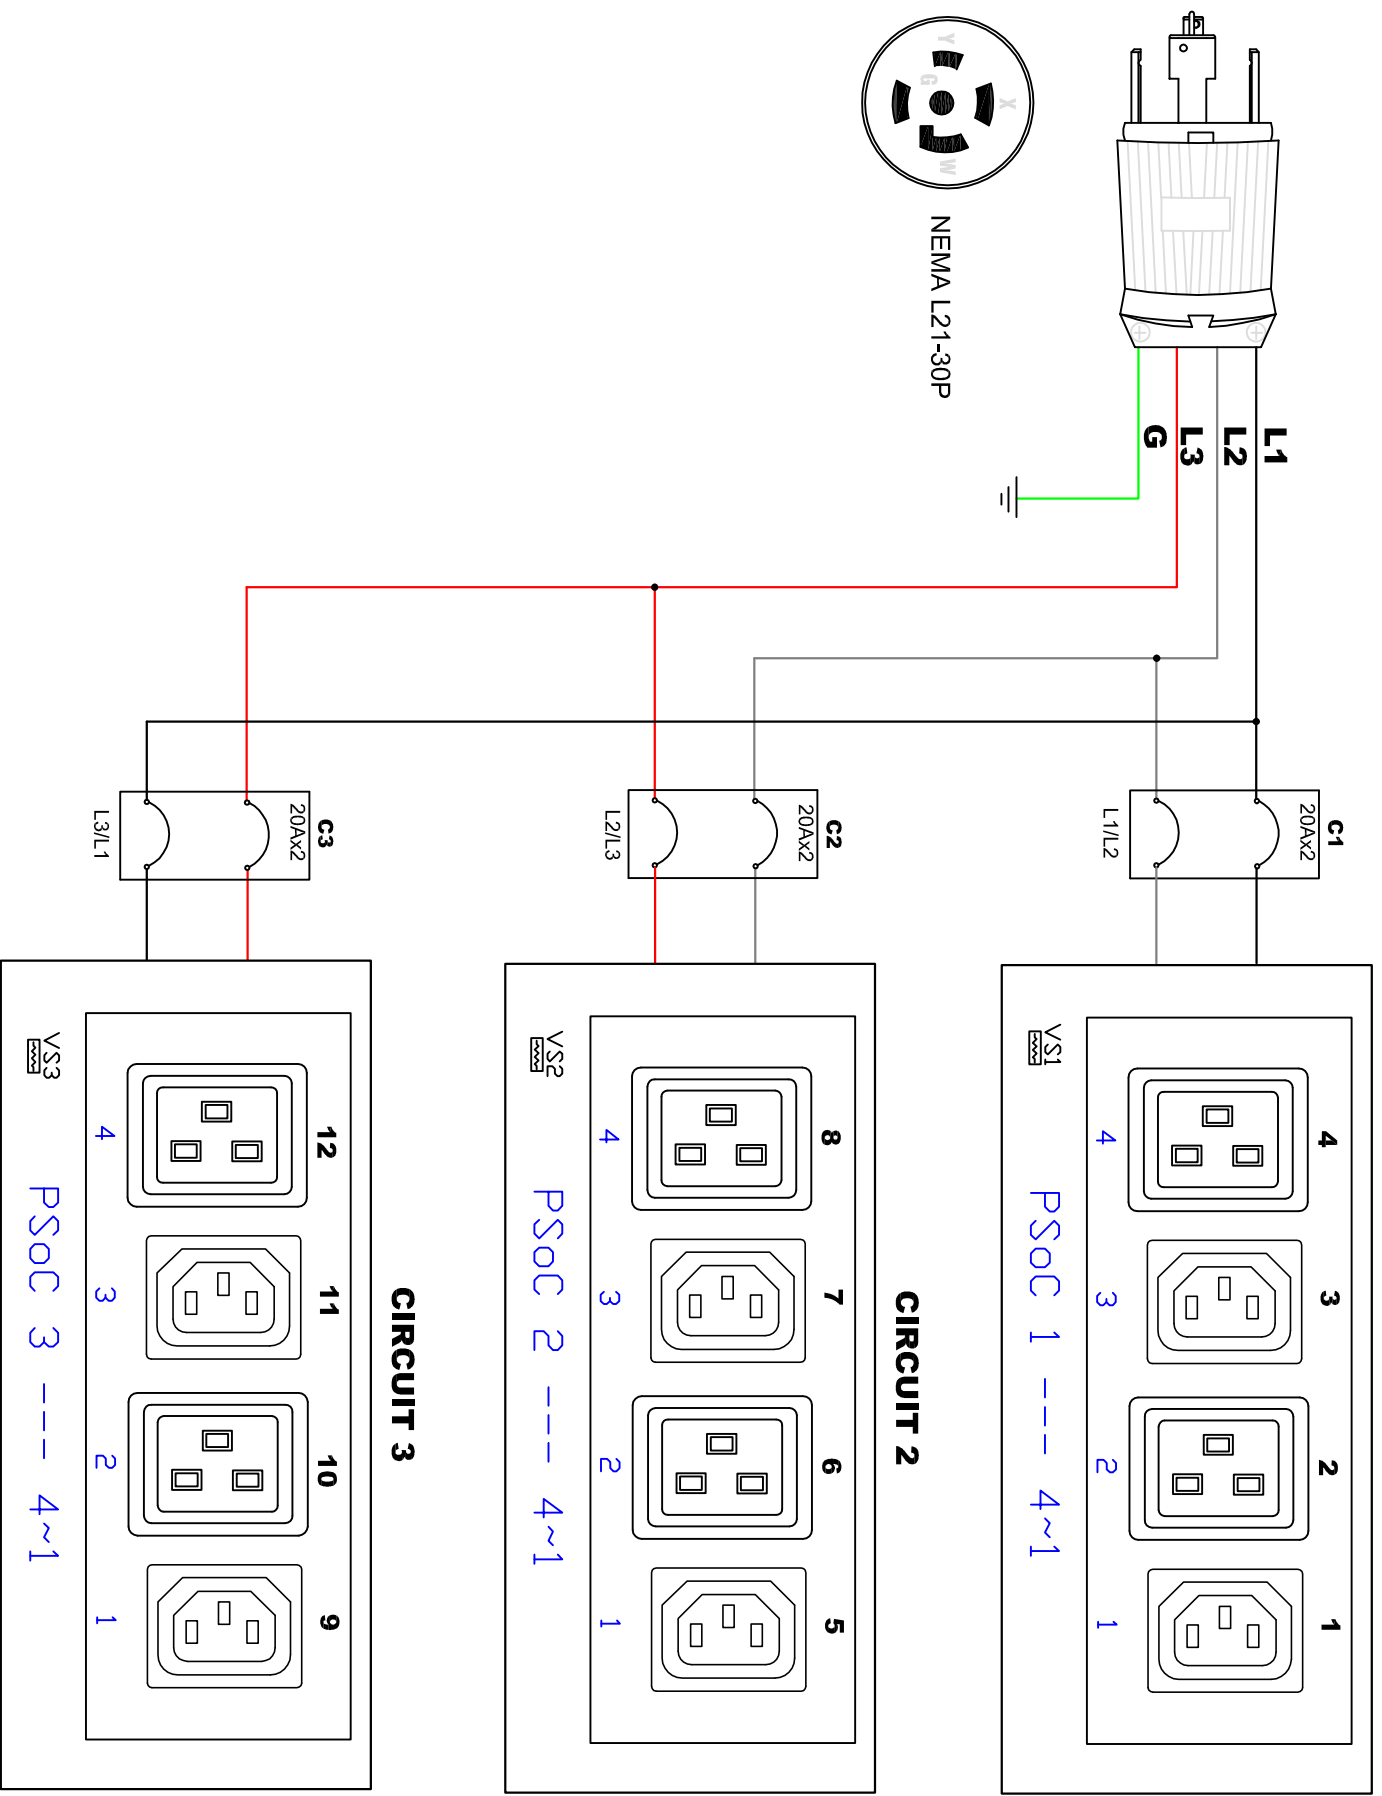 Y
X
G
W
NEMA L21-30P
L1
L2
L3
G
C1
20Ax2
L1/L2
C2
20Ax2
L2/L3
C3
20Ax2
L3/L1
4
3
2
1
4
3
2
1
VS1
PSoC 1 --- 4~1
CIRCUIT 2
8
7
6
5
4
3
2
1
VS2
PSoC 2 --- 4~1
CIRCUIT 3
12
11
10
9
4
3
2
1
VS3
PSoC 3 --- 4~1